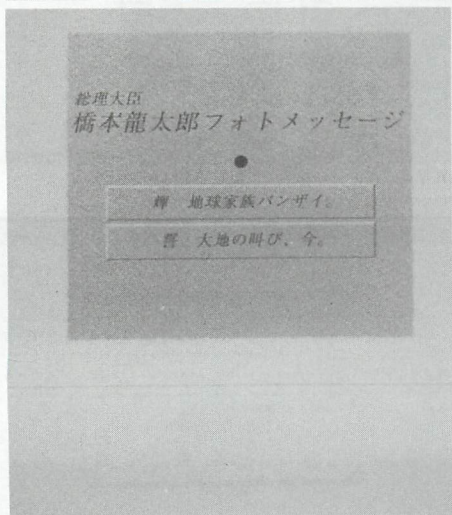 総理大臣
橋本龍太郎フォトメッセージ
●
輝 地球家族バンザイ。
誓 大地の叫び、今。